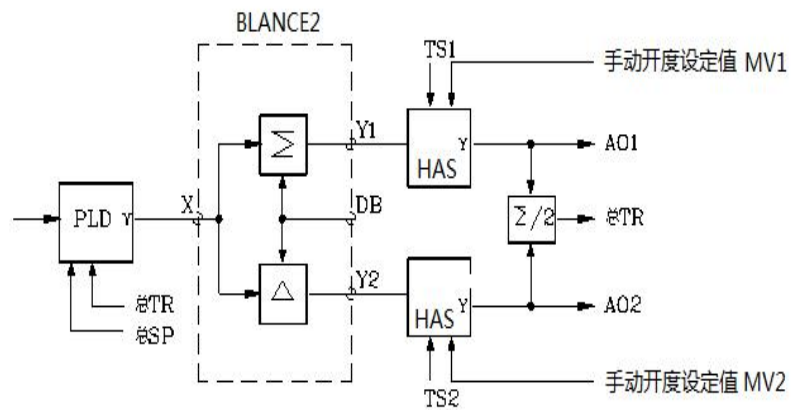 BLANCE2
TS1
手动开度设定值 MV1
Σ
Y1
Y
HAS
AO1
X
DB
PLD Y
Σ/2
总TR
Δ
Y2
Y
HAS
AO2
总TR
总SP
TS2
手动开度设定值 MV2